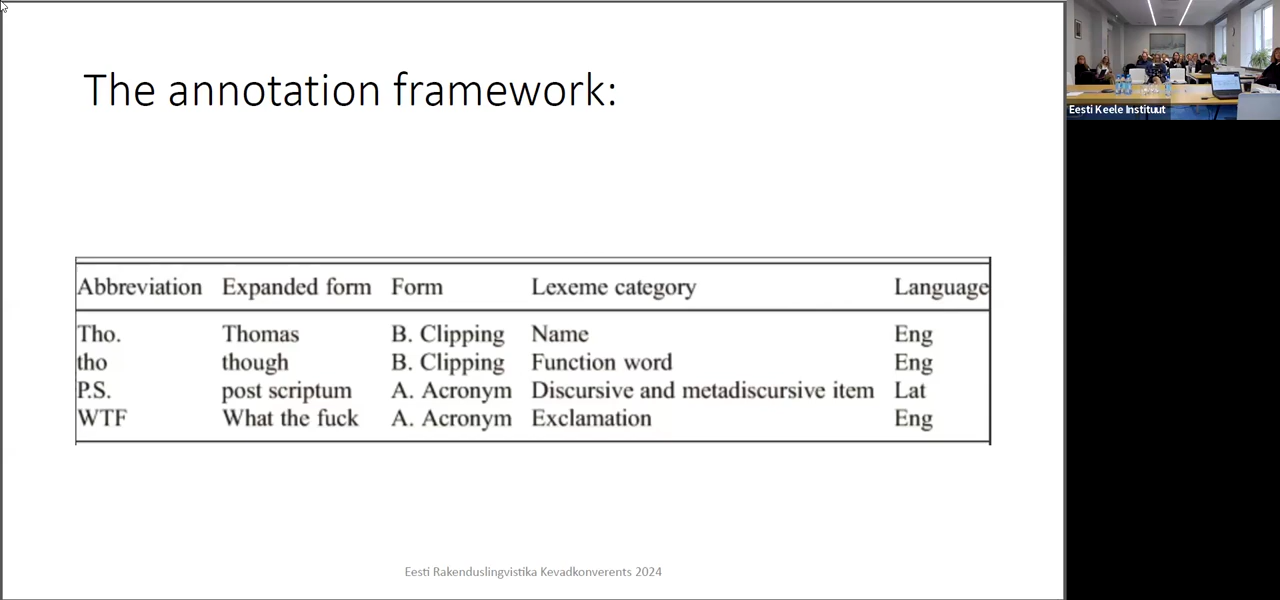 The annotation framework:
Abbreviation Expanded form Form Lexeme category Language
Tho. Thomas B. Clipping Name Eng
tho though B. Clipping Function word Eng
P.S. post scriptum A. Acronym Discursive and metadiscursive item Lat
WTF What the fuck A. Acronym Exclamation Eng
Eesti Rakenduslingvistika Kevadkonverents 2024
Eesti Keele Instituut